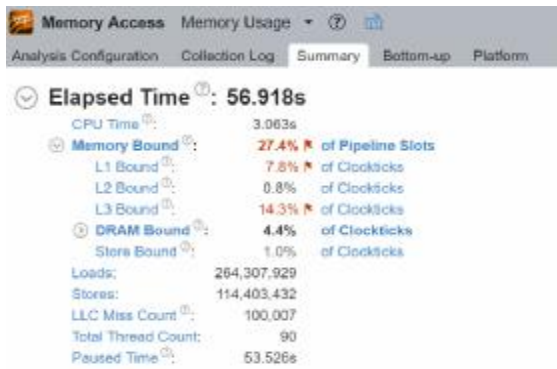 Memory Access Memory Usage ?
Analysis Configuration Collection Log Summary Bottom-up Platform
Elapsed Time ?: 56.918s
CPU Time ?: 3.063s
Memory Bound ?: 27.4% of Pipeline Slots
L1 Bound ?: 7.8% of Clockticks
L2 Bound ?: 0.8% of Clockticks
L3 Bound ?: 14.3% of Clockticks
DRAM Bound ?: 4.4% of Clockticks
Store Bound ?: 1.0% of Clockticks
Loads: 264,307,929
Stores: 114,403,432
LLC Miss Count ?: 100,007
Total Thread Count: 90
Paused Time ?: 53.526s